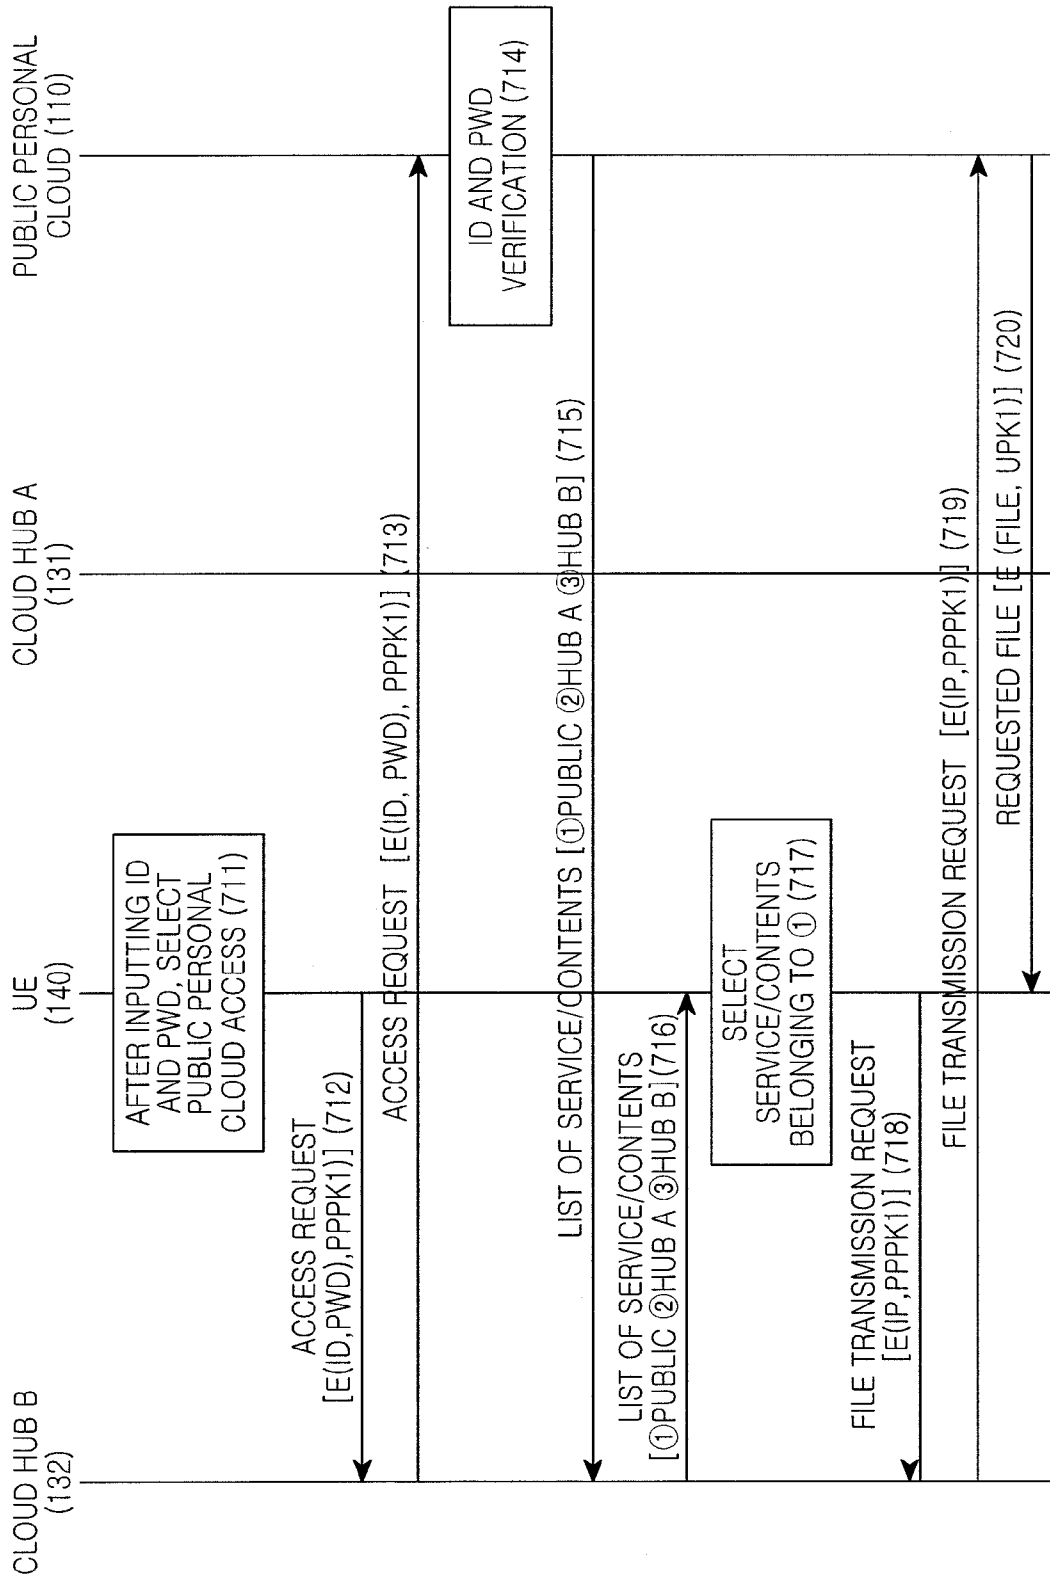 CLOUD HUB B
(132)
UE
(140)
CLOUD HUB A
(131)
PUBLIC PERSONAL
CLOUD (110)
AFTER INPUTTING ID
AND PWD, SELECT
PUBLIC PERSONAL
CLOUD ACCESS (711)
ACCESS REQUEST
[E(ID,PWD),PPPK1)] (712)
ACCESS REQUEST [E(ID, PWD), PPPK1)] (713)
ID AND PWD
VERIFICATION (714)
LIST OF SERVICE/CONTENTS [①PUBLIC ②HUB A ③HUB B] (715)
LIST OF SERVICE/CONTENTS
[①PUBLIC ②HUB A ③HUB B] (716)
SELECT
SERVICE/CONTENTS
BELONGING TO ① (717)
FILE TRANSMISSION REQUEST
[E(IP,PPPK1)] (718)
FILE TRANSMISSION REQUEST [E(IP,PPPK1)] (719)
REQUESTED FILE [E (FILE, UPK1)] (720)